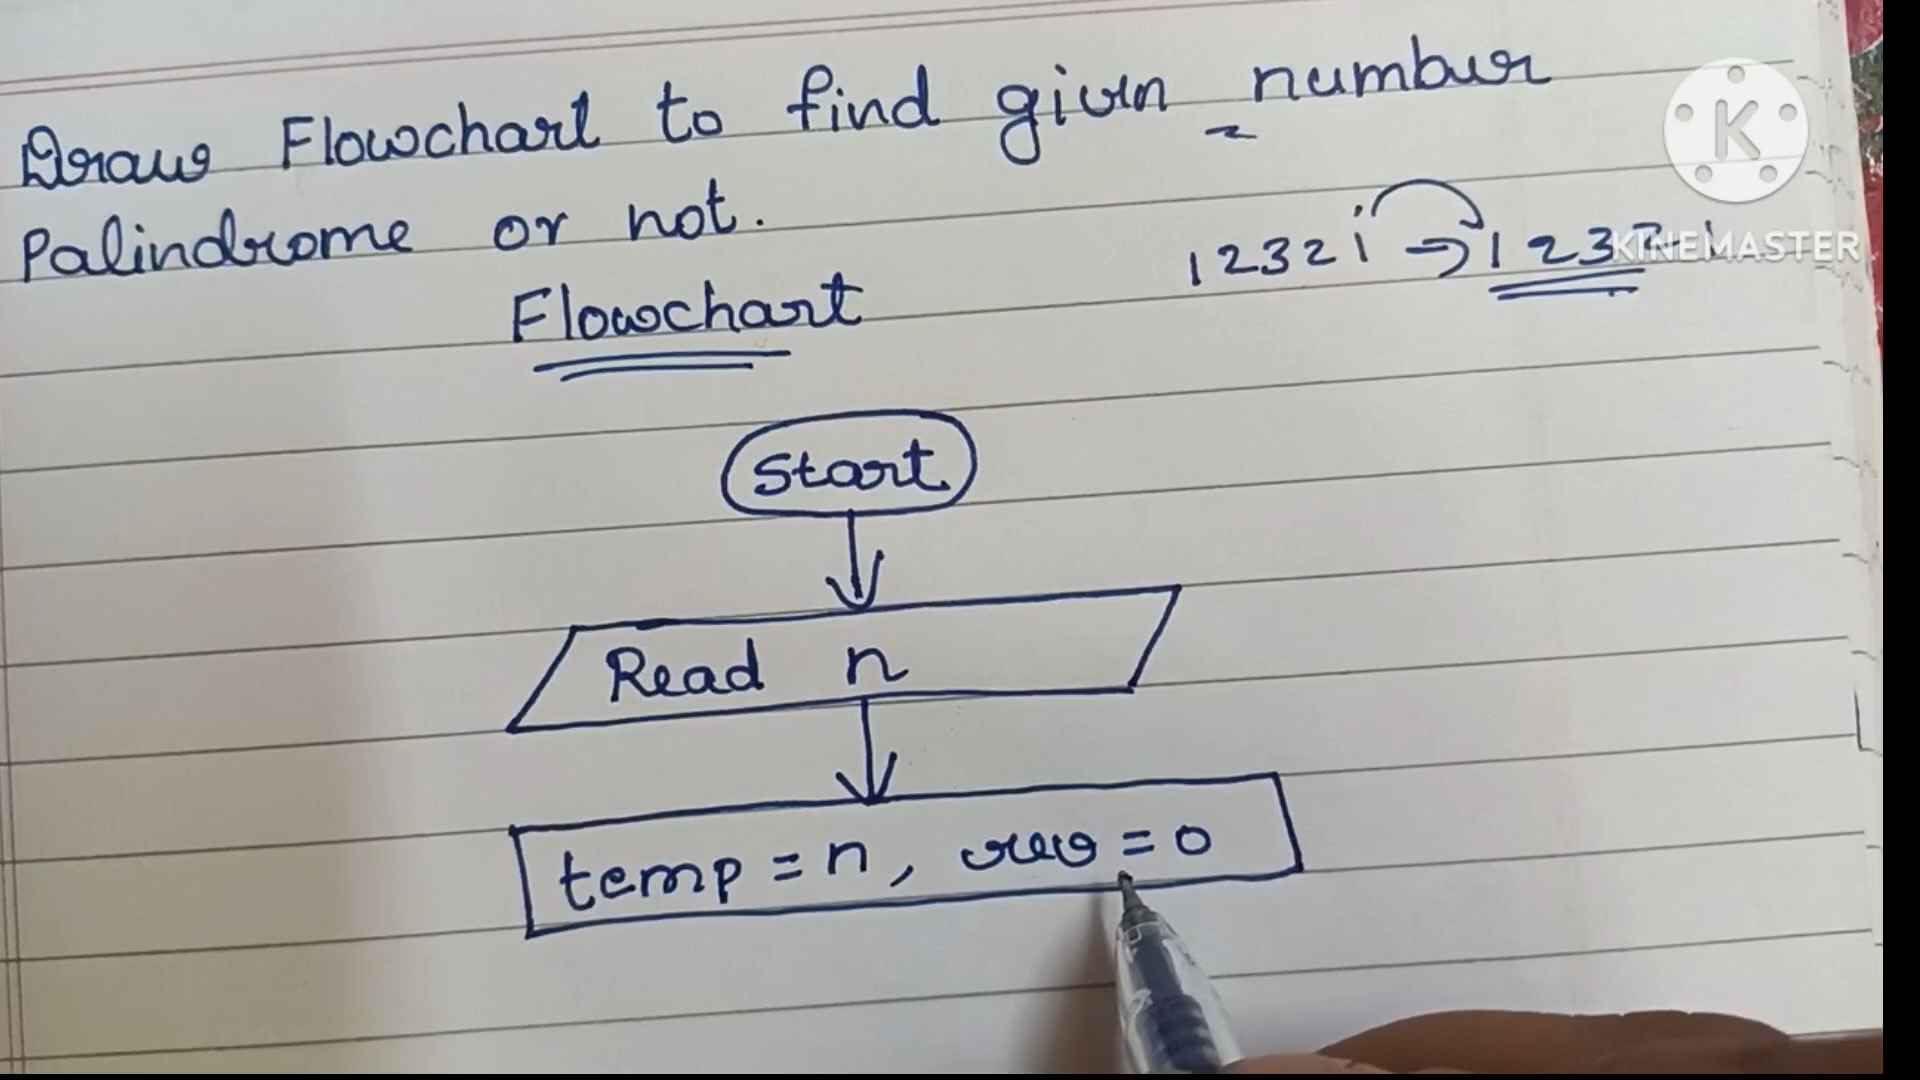 Draw Flowchart to find given number
Palindrome or not.
12321 → 12321
Flowchart
Start
Read n
temp = n, rev = 0
K
KINEMASTER